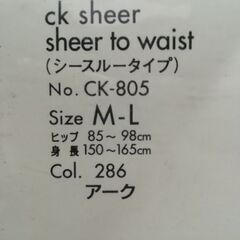 ck sheer
sheer to waist
(シースルータイプ)
No. CK-805
Size M-L
ヒップ 85～98cm
身 長 150～165cm
Col. 286
アーク